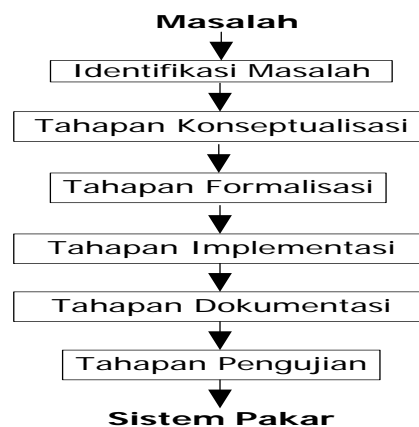 Masalah
Identifikasi Masalah
Tahapan Konseptualisasi
Tahapan Formalisasi
Tahapan Implementasi
Tahapan Dokumentasi
Tahapan Pengujian
Sistem Pakar